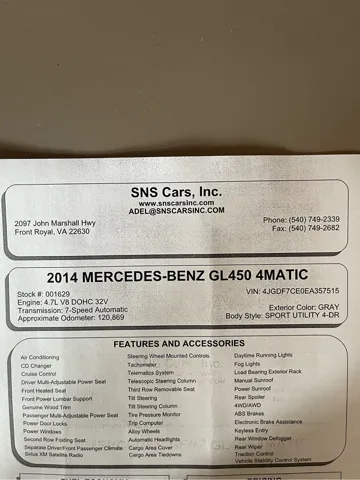 SNS Cars, Inc.
www.snscarsinc.com
ADEL@SNSCARSINC.COM
2097 John Marshall Hwy
Front Royal, VA 22630
Phone: (540) 749-2339
Fax: (540) 749-2682
2014 MERCEDES-BENZ GL450 4MATIC
Stock #: 001629
Engine: 4.7L V8 DOHC 32V
Transmission: 7-Speed Automatic
Approximate Odometer: 120,869
VIN: 4JGDF7CE0EA357515
Exterior Color: GRAY
Body Style: SPORT UTILITY 4-DR
FEATURES AND ACCESSORIES
Air Conditioning
CD Changer
Cruise Control
Driver Multi-Adjustable Power Seat
Front Heated Seat
Front Power Lumbar Support
Genuine Wood Trim
Passenger Multi-Adjustable Power Seat
Power Door Locks
Power Windows
Second Row Folding Seat
Separate Driver/Front Passenger Climate
Sirius XM Satellite Radio
Steering Wheel Mounted Controls
Tachometer
Telematics System
Telescopic Steering Column
Third Row Removable Seat
Tilt Steering
Tilt Steering Column
Tire Pressure Monitor
Trip Computer
Alloy Wheels
Automatic Headlights
Cargo Area Cover
Cargo Area Tiedowns
Daytime Running Lights
Fog Lights
Load Bearing Exterior Rack
Manual Sunroof
Power Sunroof
Rear Spoiler
4WD/AWD
ABS Brakes
Electronic Brake Assistance
Keyless Entry
Rear Window Defogger
Rear Wiper
Traction Control
Vehicle Stability Control System